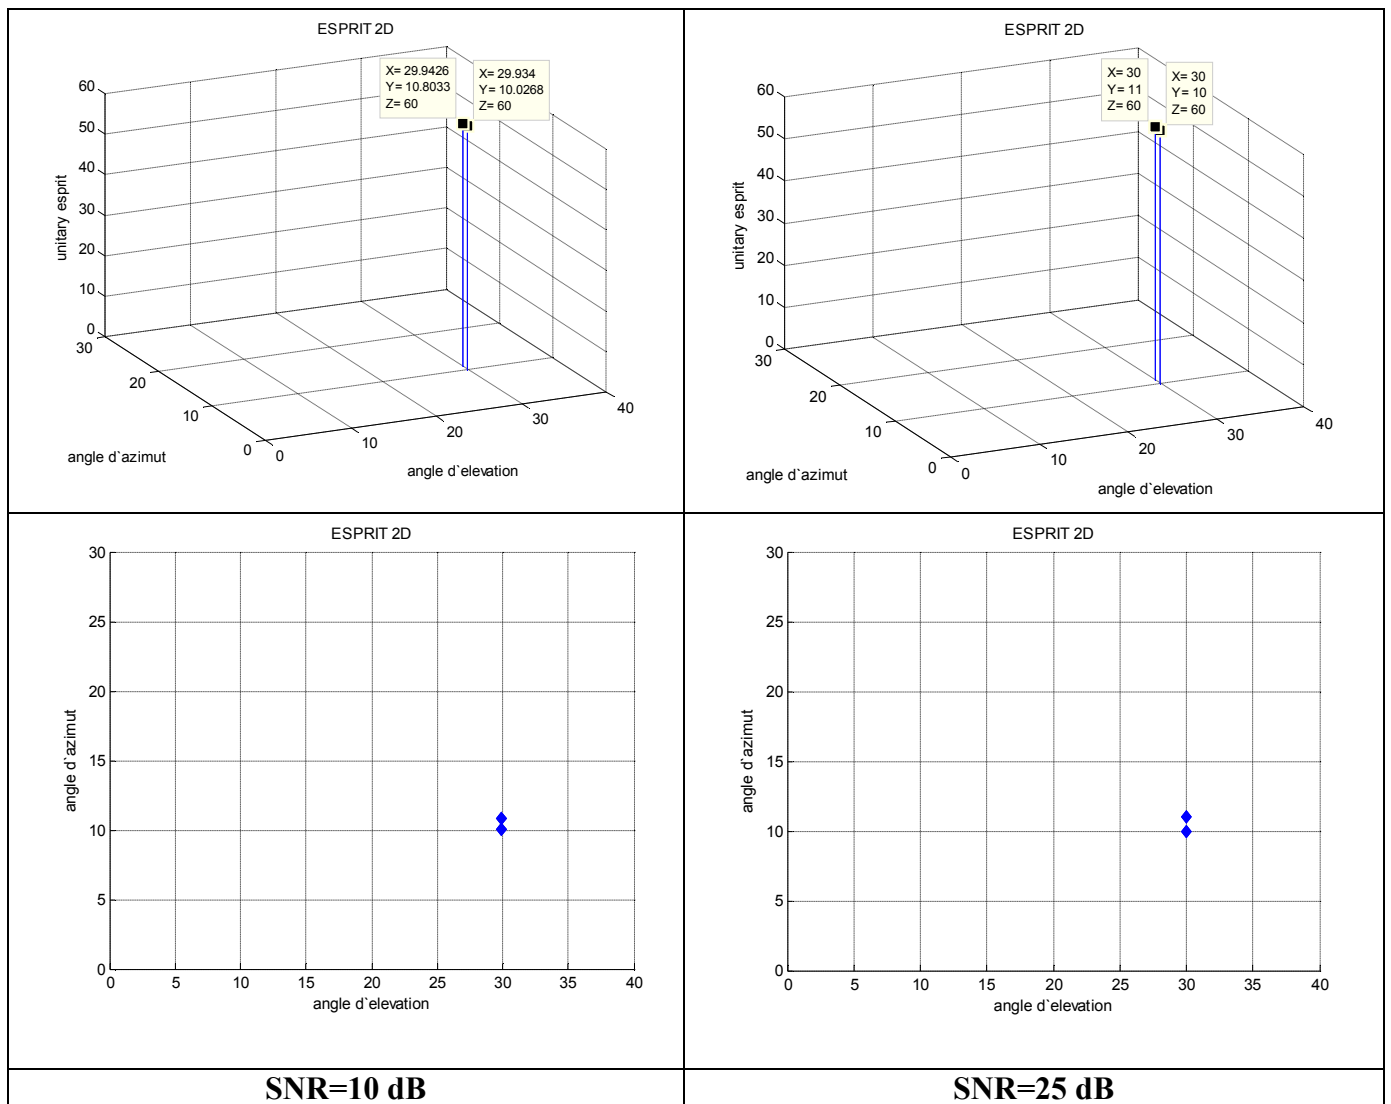 ESPRIT 2D
X= 29.9426
Y= 10.8033
Z= 60
X= 29.934
Y= 10.0268
Z= 60
60
50
40
30
20
10
0
unitary esprit
30
20
10
0
angle d`azimut
0
10
20
30
40
angle d`elevation
ESPRIT 2D
X= 30
Y= 11
Z= 60
X= 30
Y= 10
Z= 60
60
50
40
30
20
10
0
unitary esprit
30
20
10
0
angle d`azimut
0
10
20
30
40
angle d`elevation
ESPRIT 2D
30
25
20
15
10
5
0
angle d`azimut
0 5 10 15 20 25 30 35 40
angle d`elevation
ESPRIT 2D
30
25
20
15
10
5
0
angle d`azimut
0 5 10 15 20 25 30 35 40
angle d`elevation
SNR=10 dB
SNR=25 dB